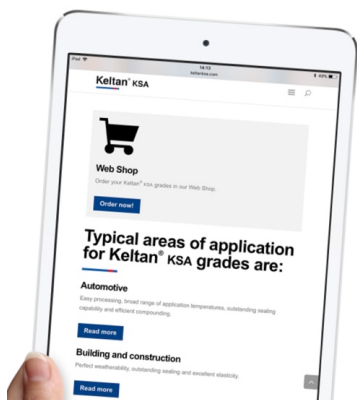 iPad
14:13
keltanksa.com
49%
Keltan® KSA
Web Shop
Order your Keltan® KSA grades in our Web Shop.
Order now!
Typical areas of application
for Keltan® KSA grades are:
Automotive
Easy processing, broad range of application temperatures, outstanding sealing
capability and efficient compounding.
Read more
Building and construction
Perfect weatherability, outstanding sealing and excellent elasticity.
Read more